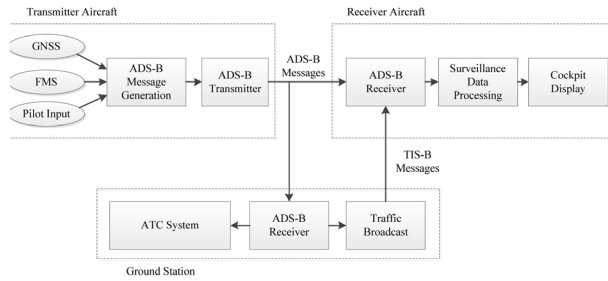 Transmitter Aircraft
Receiver Aircraft
GNSS
FMS
Pilot Input
ADS-B
Message
Generation
ADS-B
Transmitter
ADS-B
Messages
ADS-B
Receiver
Surveillance
Data
Processing
Cockpit
Display
TIS-B
Messages
ATC System
ADS-B
Receiver
Traffic
Broadcast
Ground Station